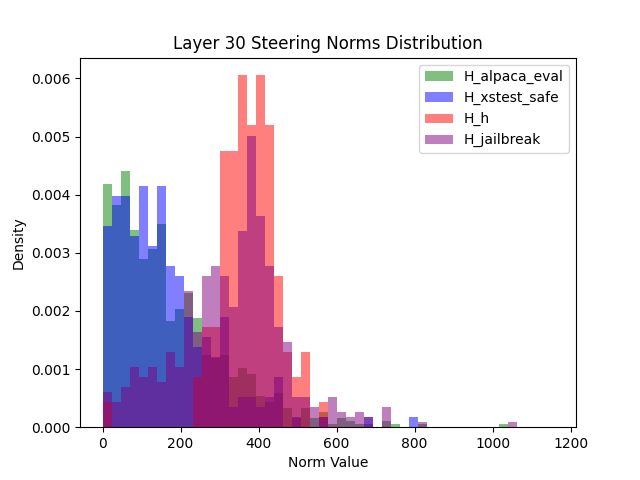 Layer 30 Steering Norms Distribution
H_alpaca_eval
H_xstest_safe
H_h
H_jailbreak
0.006
0.005
0.004
0.003
0.002
0.001
0.000
Density
0 200 400 600 800 1000 1200
Norm Value